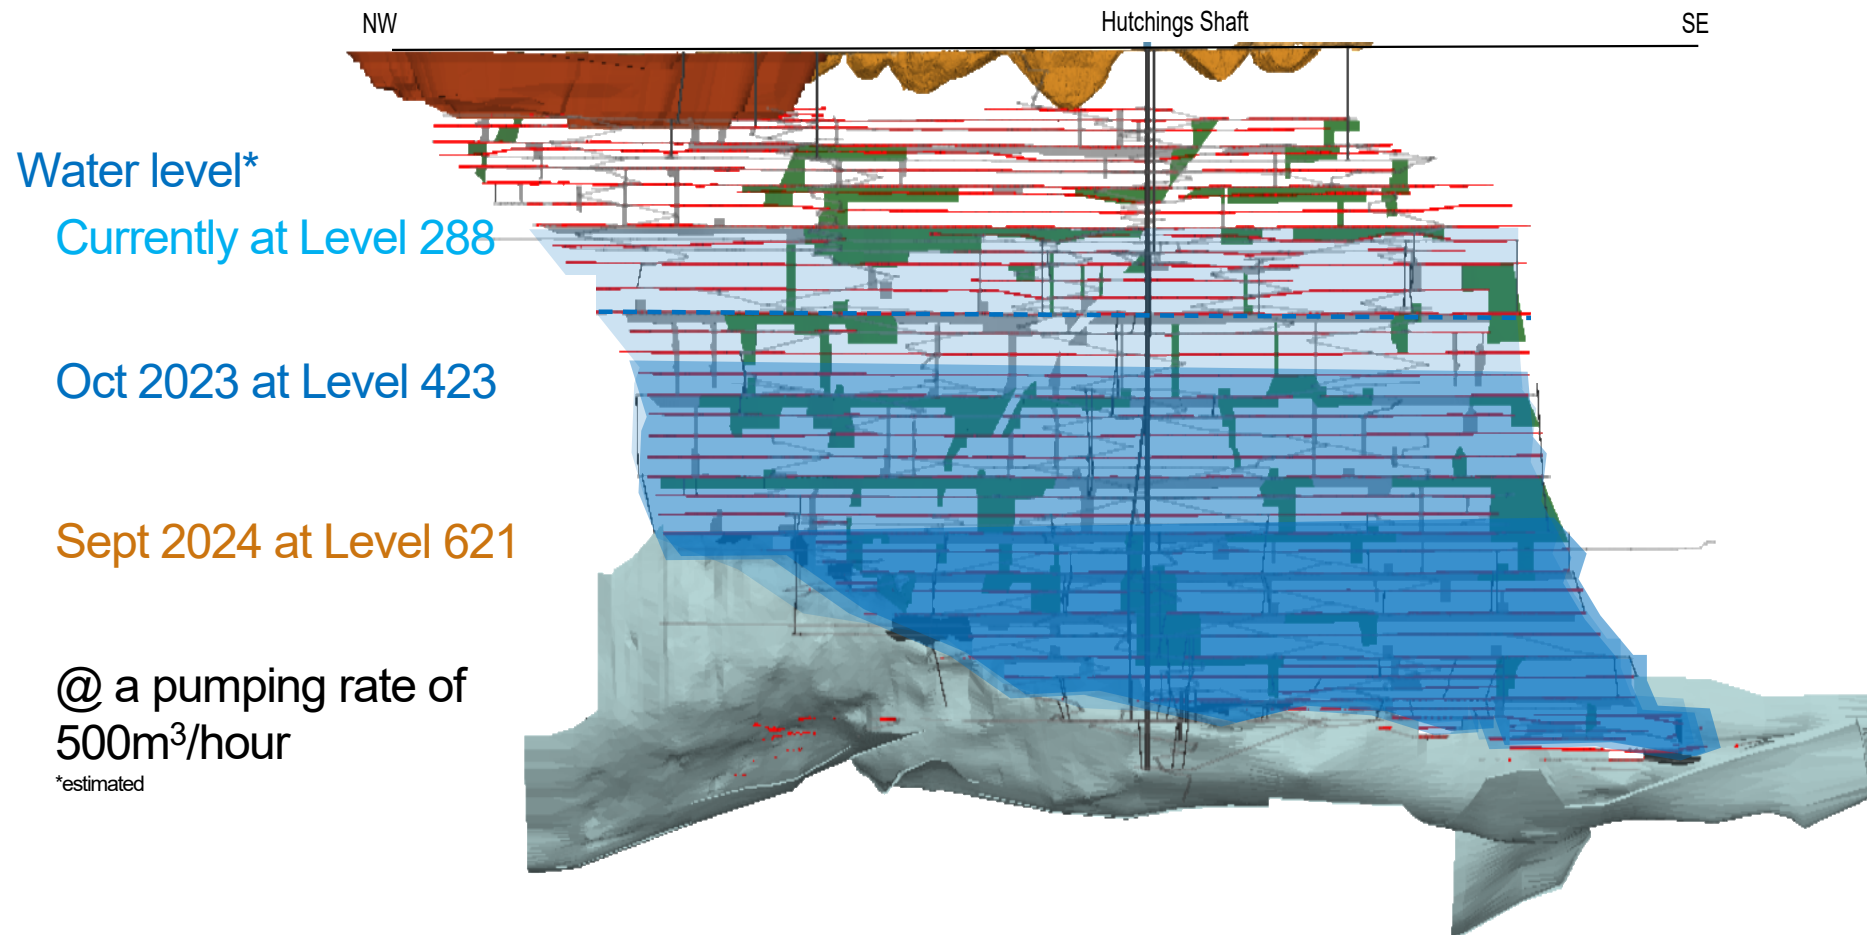 NW
Hutchings Shaft
SE
Water level*
Currently at Level 288
Oct 2023 at Level 423
Sept 2024 at Level 621
@ a pumping rate of
500m³/hour
*estimated